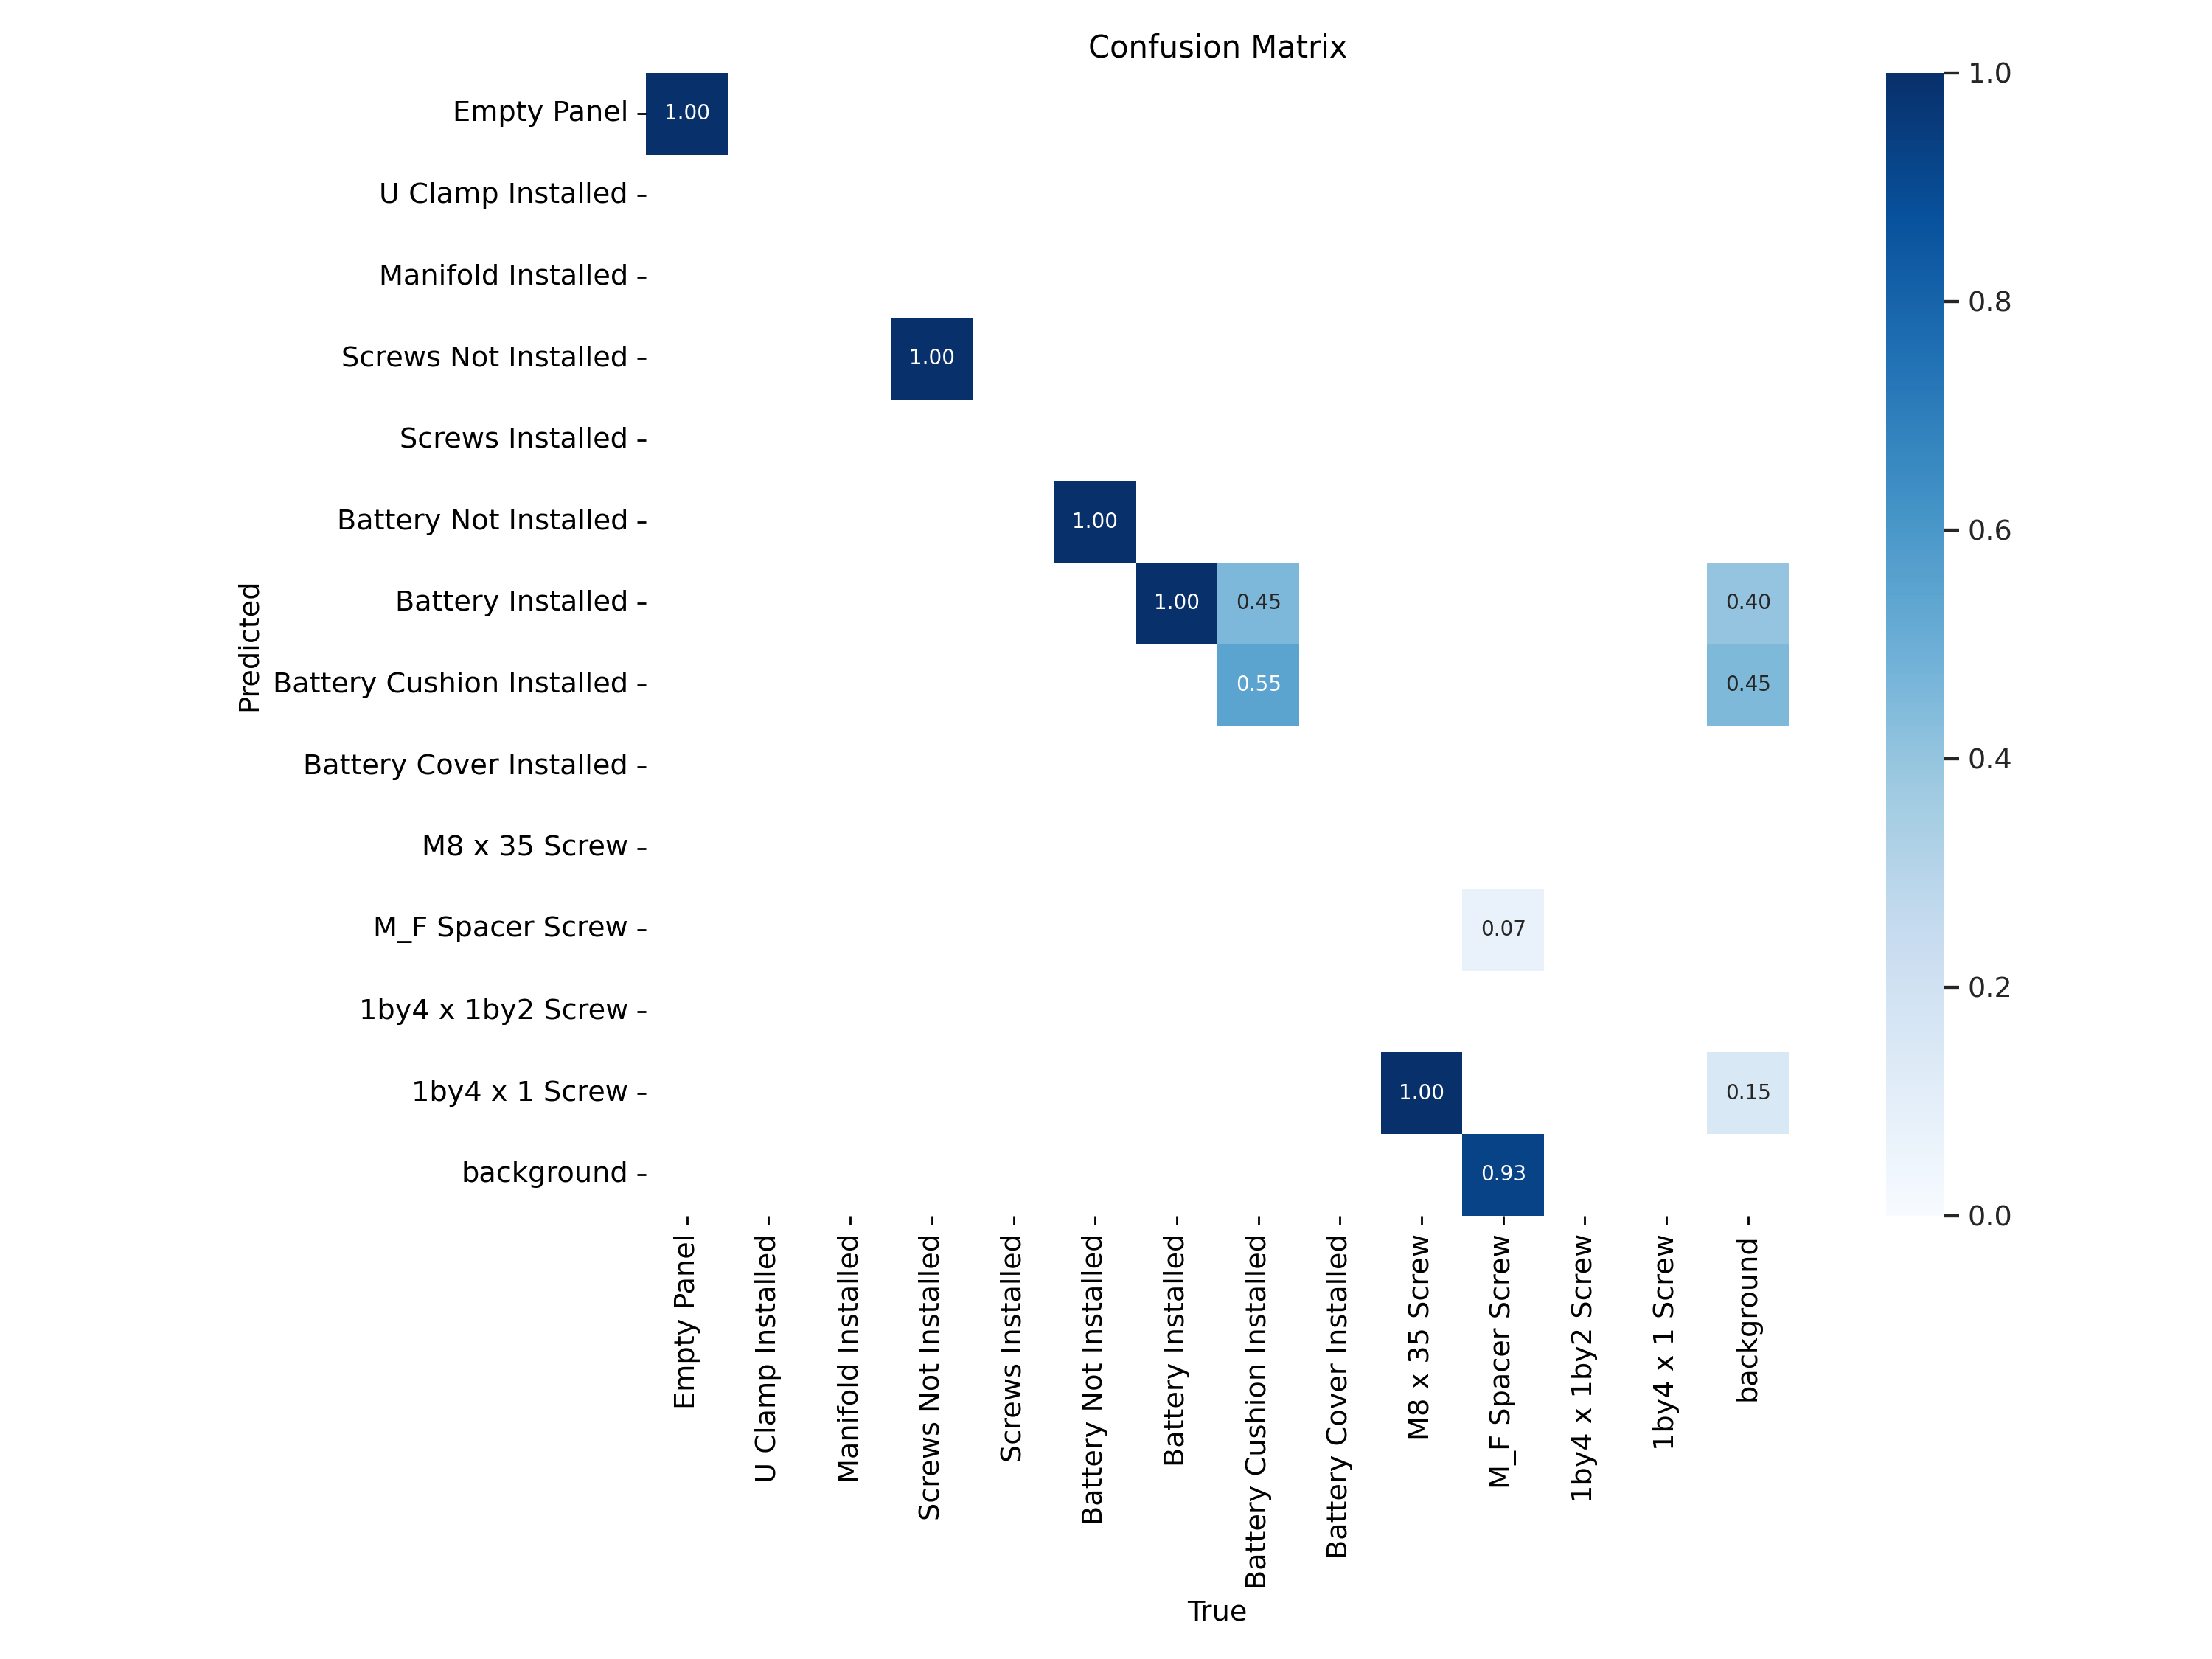 Confusion Matrix
Empty Panel
1.00
1.0
U Clamp Installed
Manifold Installed
0.8
Screws Not Installed
1.00
Screws Installed
Battery Not Installed
1.00
0.6
Battery Installed
1.00 0.45 0.40
Predicted
Battery Cushion Installed
0.55 0.45
Battery Cover Installed
0.4
M8 x 35 Screw
M_F Spacer Screw
0.07
0.2
1by4 x 1by2 Screw
1by4 x 1 Screw
1.00 0.15
background
0.93
0.0
Empty Panel
U Clamp Installed
Manifold Installed
Screws Not Installed
Screws Installed
Battery Not Installed
Battery Installed
Battery Cushion Installed
Battery Cover Installed
M8 x 35 Screw
M_F Spacer Screw
1by4 x 1by2 Screw
1by4 x 1 Screw
background
True